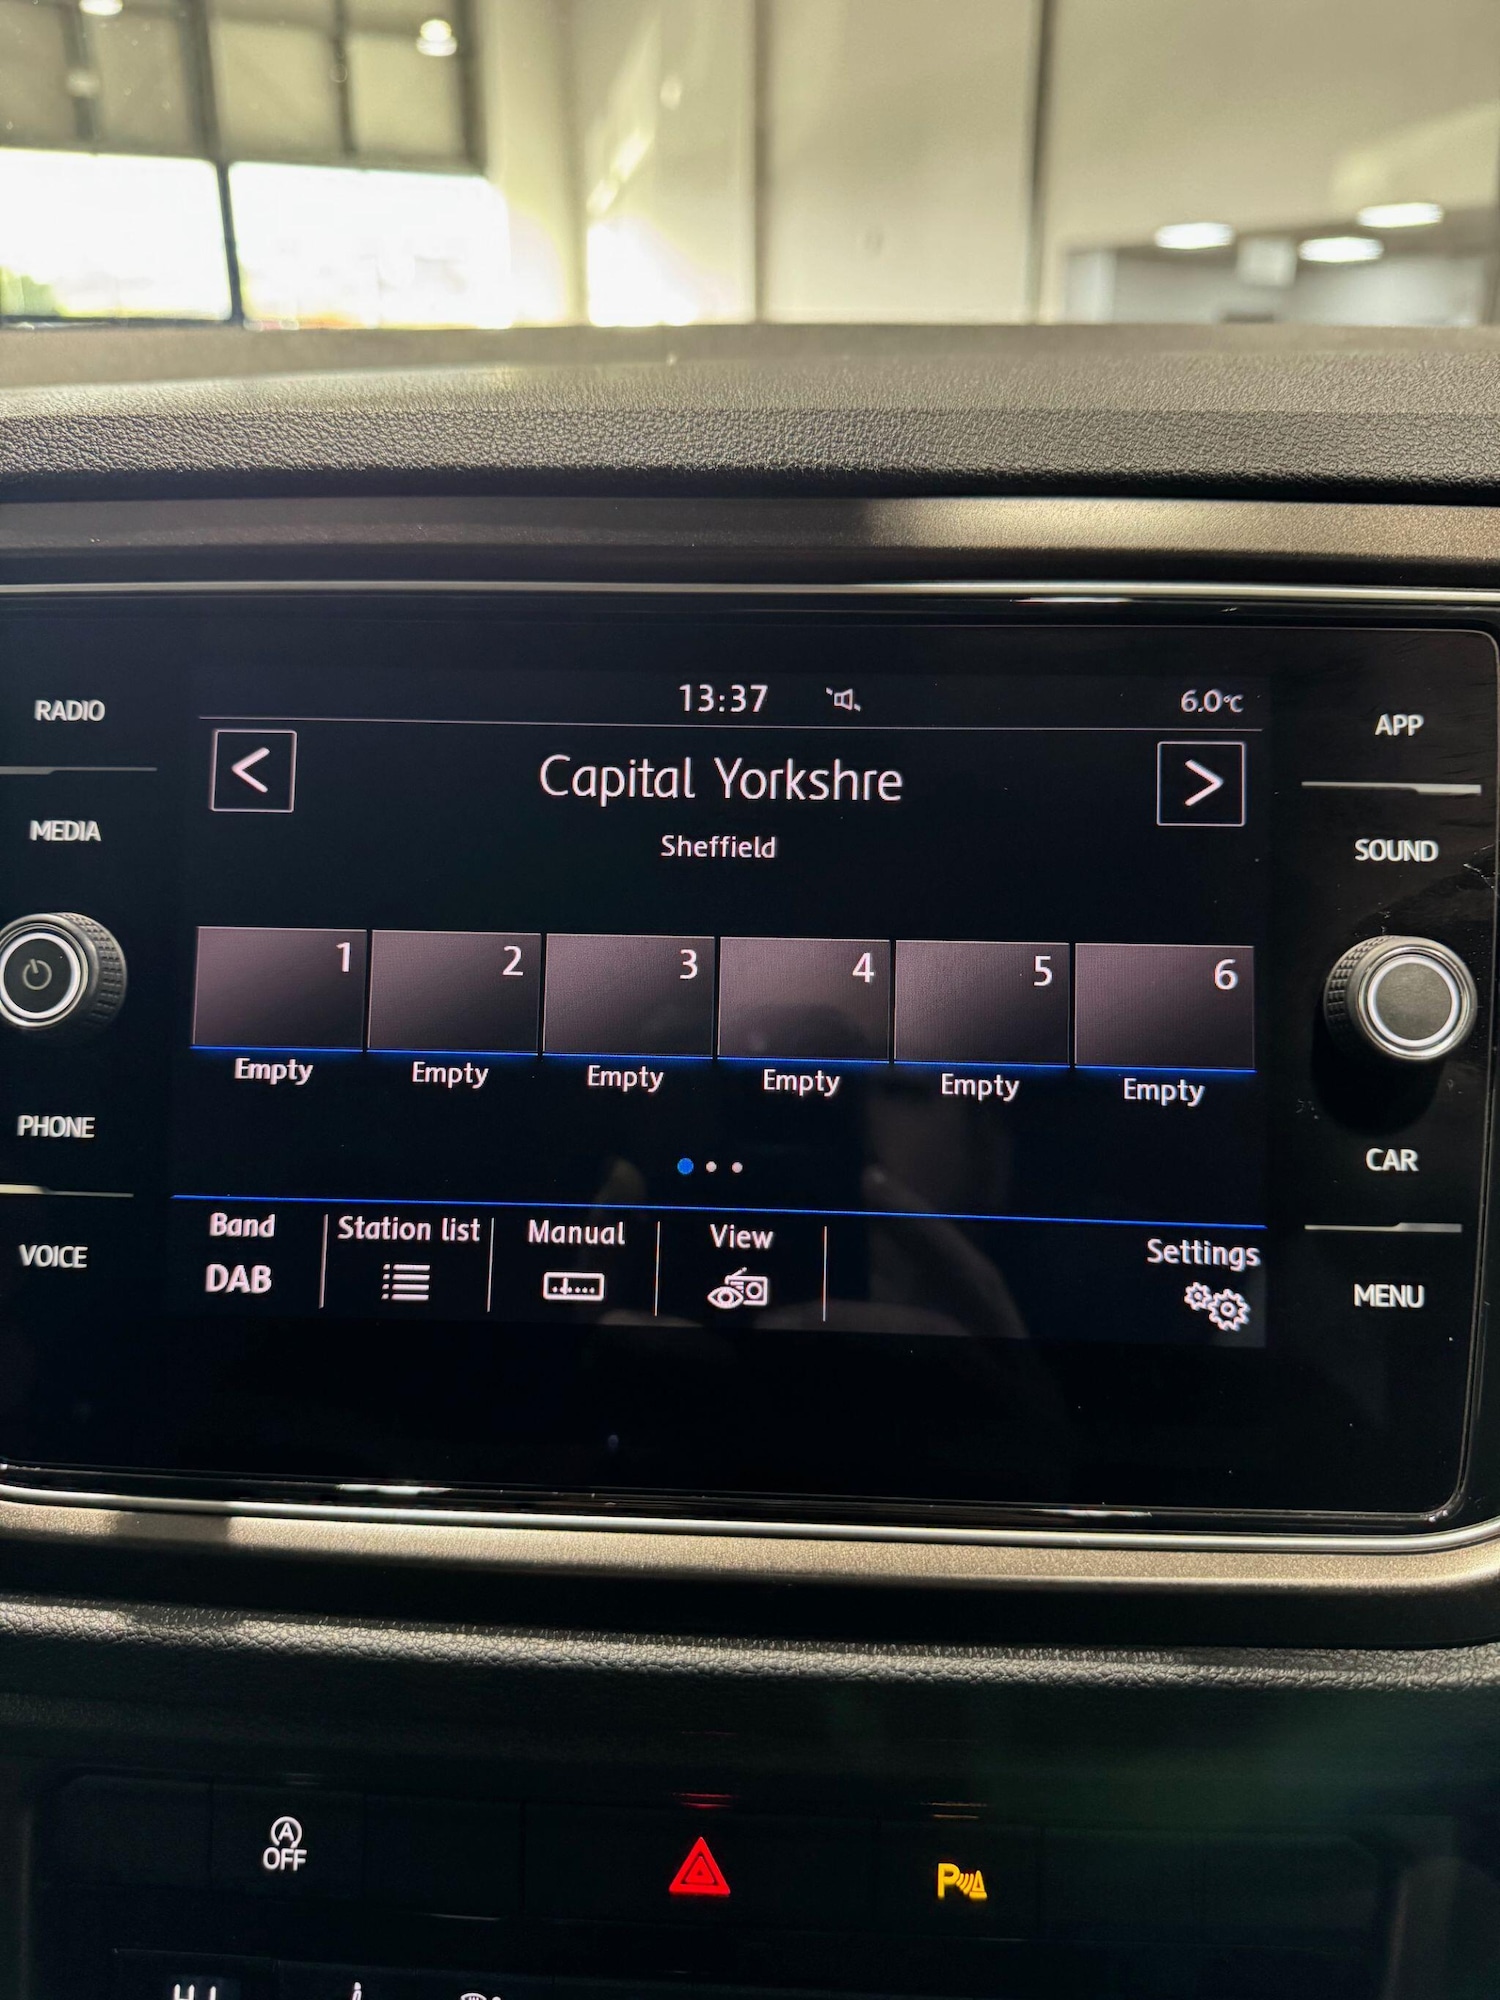 13:37 6.0°C
RADIO
MEDIA
PHONE
VOICE
Capital Yorkshre
Sheffield
1 2 3 4 5 6
Empty Empty Empty Empty Empty Empty
Band Station list Manual View Settings
DAB
APP
SOUND
CAR
MENU
A
OFF
P